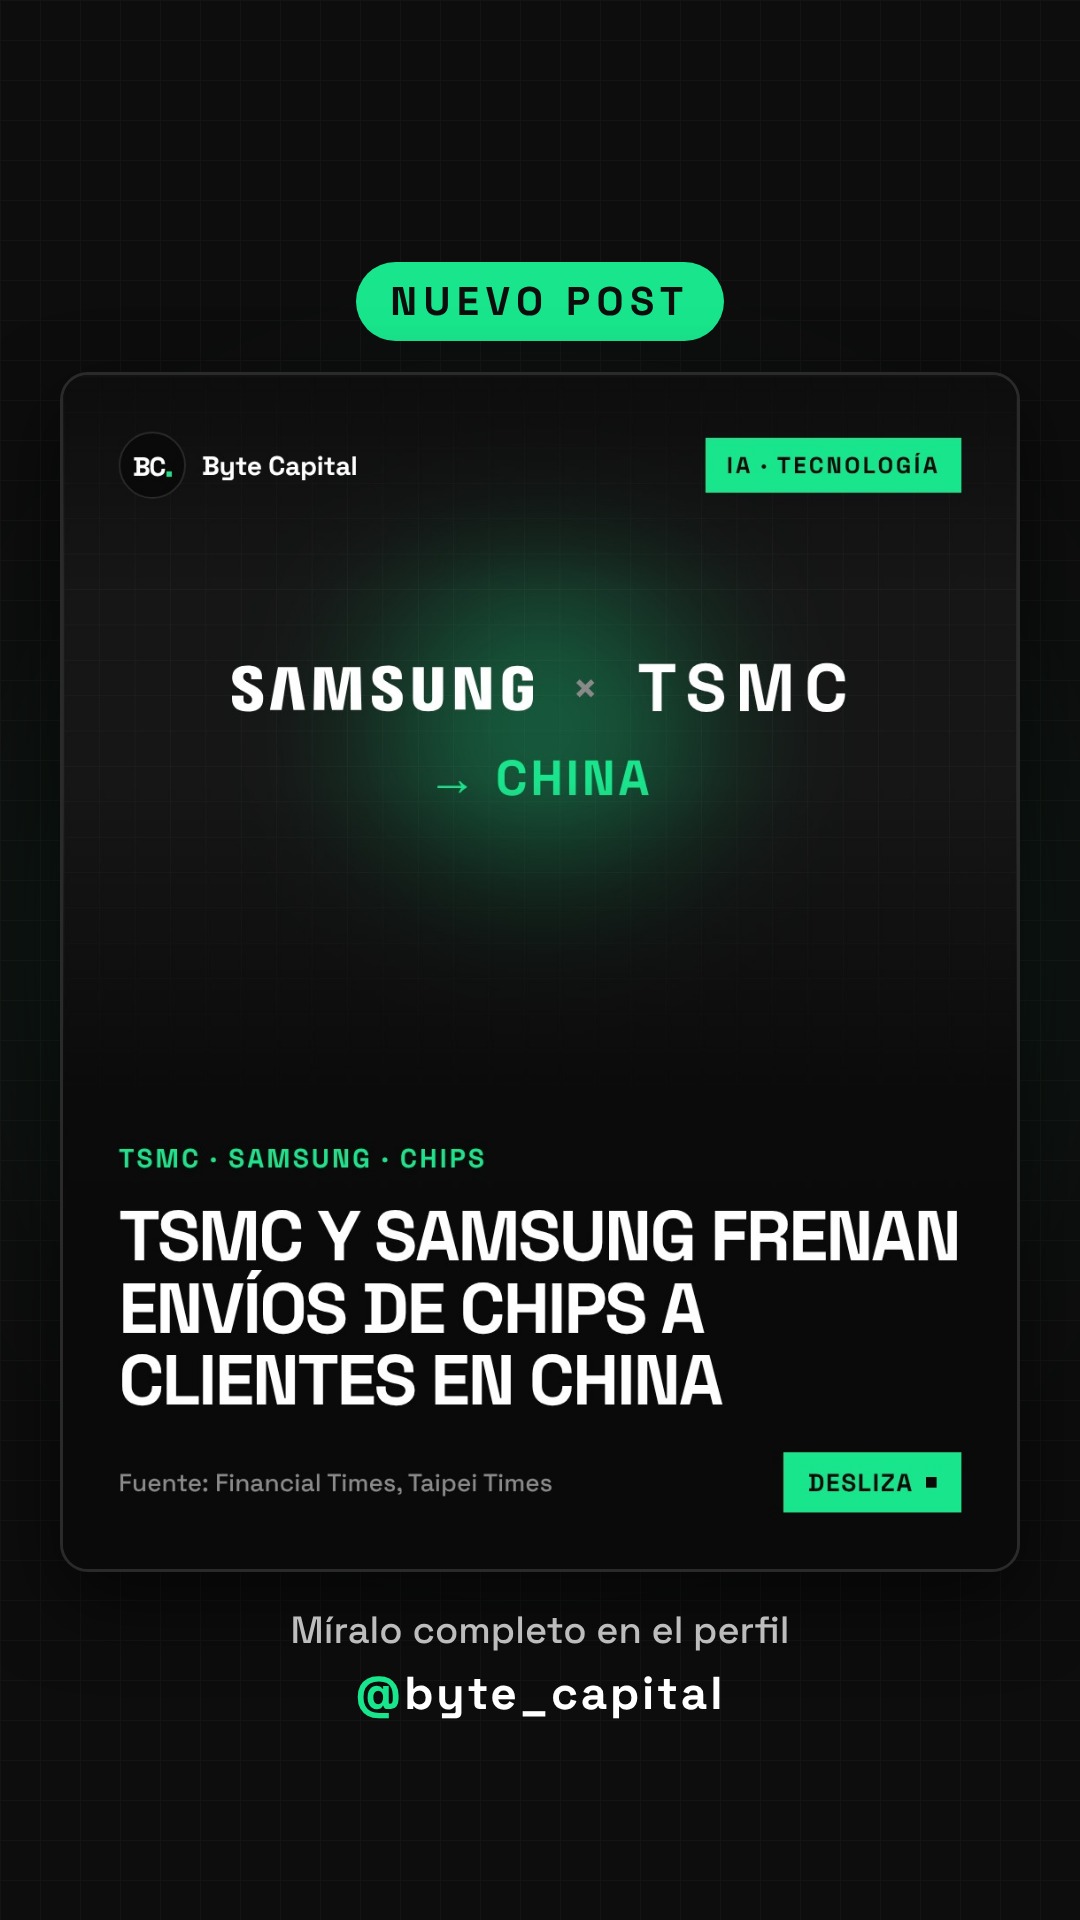 NUEVO POST
BC.
Byte Capital
IA · TECNOLOGÍA
SAMSUNG × TSMC
→ CHINA
TSMC · SAMSUNG · CHIPS
TSMC Y SAMSUNG FRENAN
ENVÍOS DE CHIPS A
CLIENTES EN CHINA
Fuente: Financial Times, Taipei Times
DESLIZA ■
Míralo completo en el perfil
@byte_capital